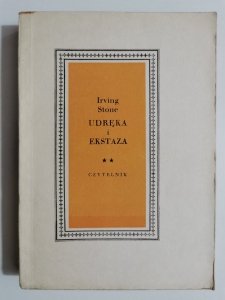 Irving
Stone
UDRĘKA
i
EKSTAZA
★★
CZYTELNIK